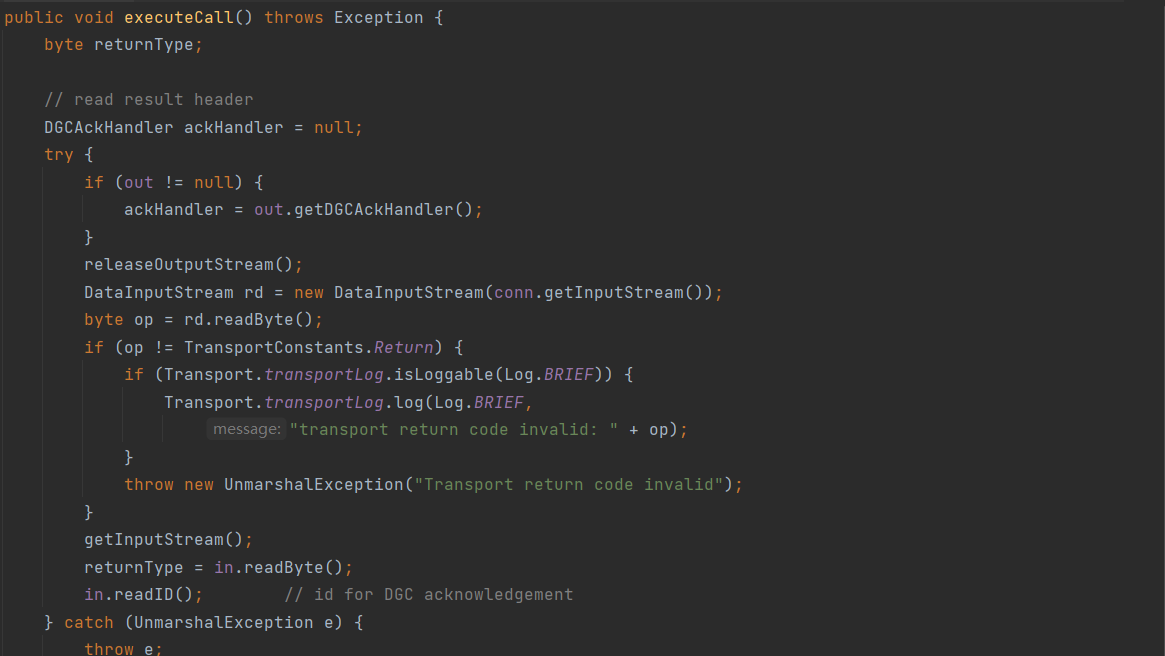 public void executeCall() throws Exception {
    byte returnType;

    // read result header
    DGCAckHandler ackHandler = null;
    try {
        if (out != null) {
            ackHandler = out.getDGCAckHandler();
        }
        releaseOutputStream();
        DataInputStream rd = new DataInputStream(conn.getInputStream());
        byte op = rd.readByte();
        if (op != TransportConstants.Return) {
            if (Transport.transportLog.isLoggable(Log.BRIEF)) {
                Transport.transportLog.log(Log.BRIEF,
                    message: "transport return code invalid: " + op);
            }
            throw new UnmarshalException("Transport return code invalid");
        }
        getInputStream();
        returnType = in.readByte();
        in.readID();        // id for DGC acknowledgement
    } catch (UnmarshalException e) {
        throw e;